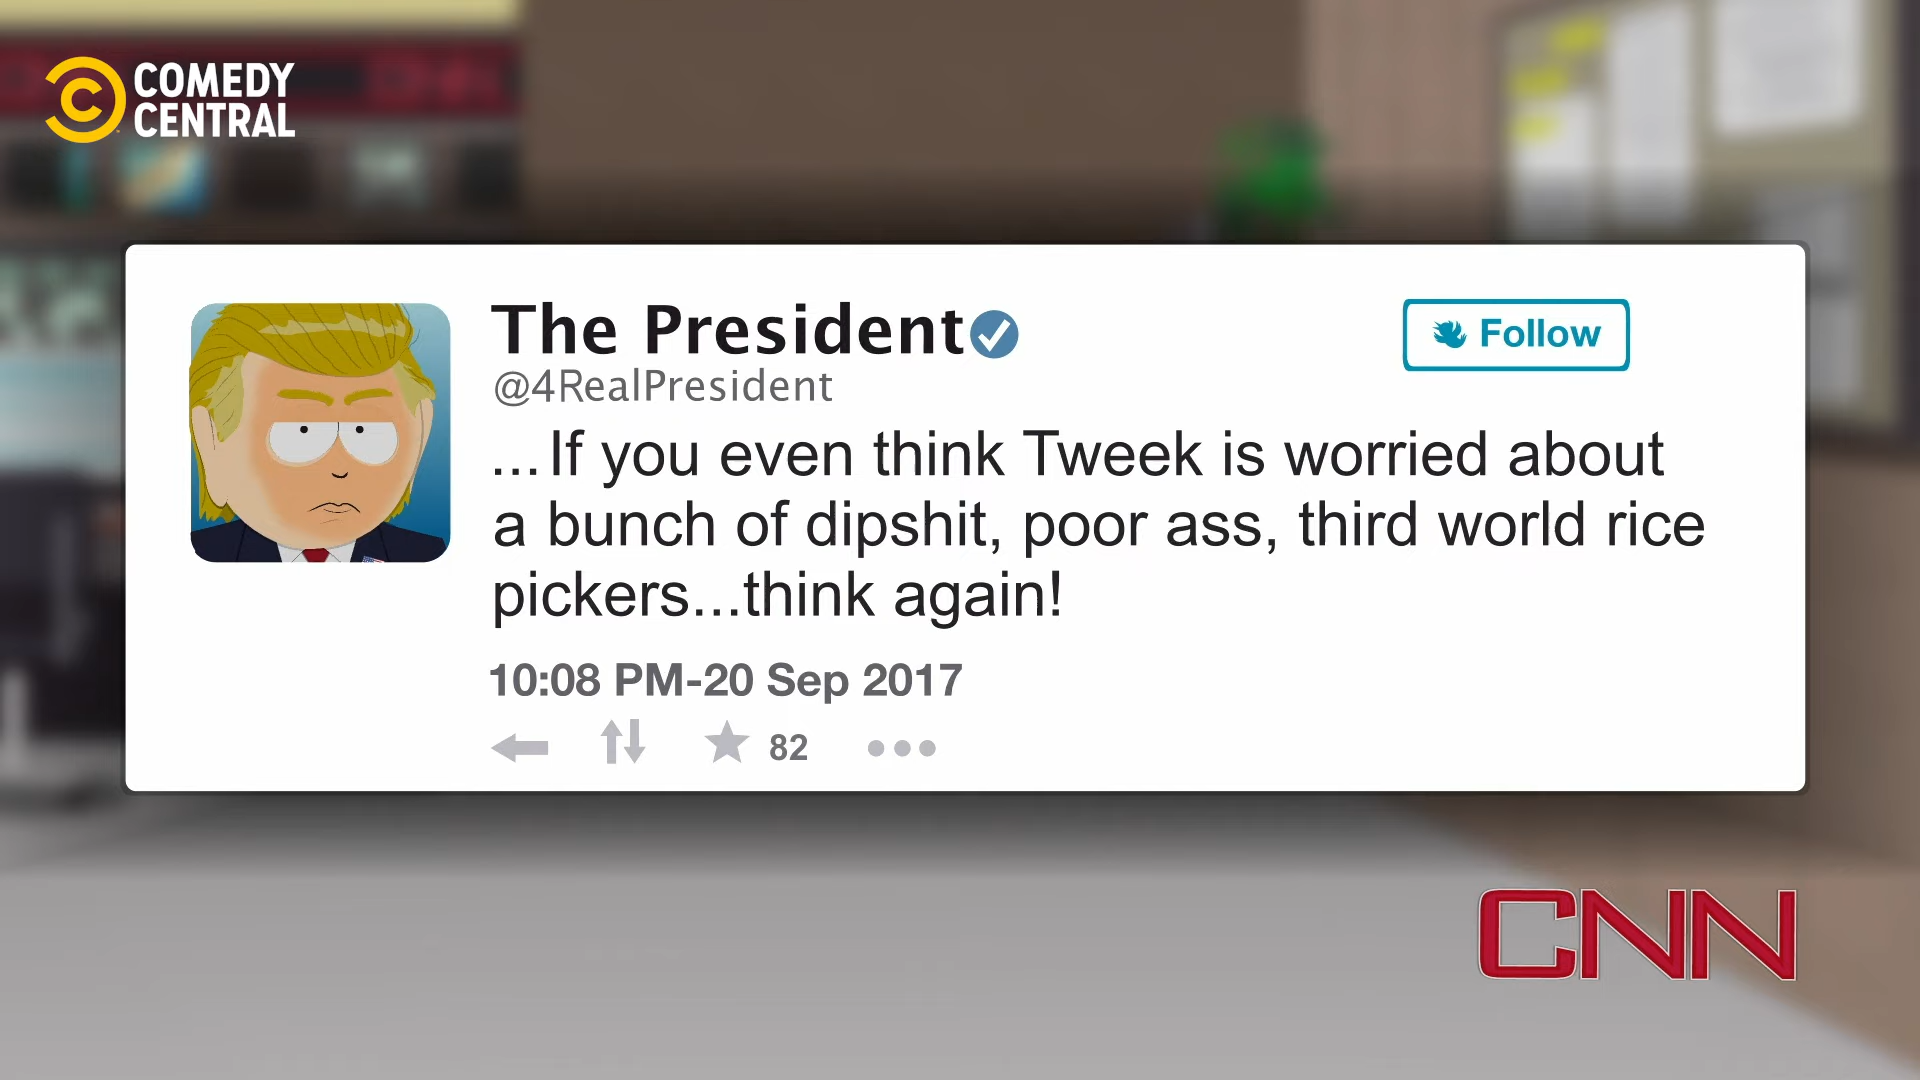 COMEDY
CENTRAL
The President
Follow
@4RealPresident
...If you even think Tweek is worried about
a bunch of dipshit, poor ass, third world rice
pickers...think again!
10:08 PM-20 Sep 2017
82
CNN